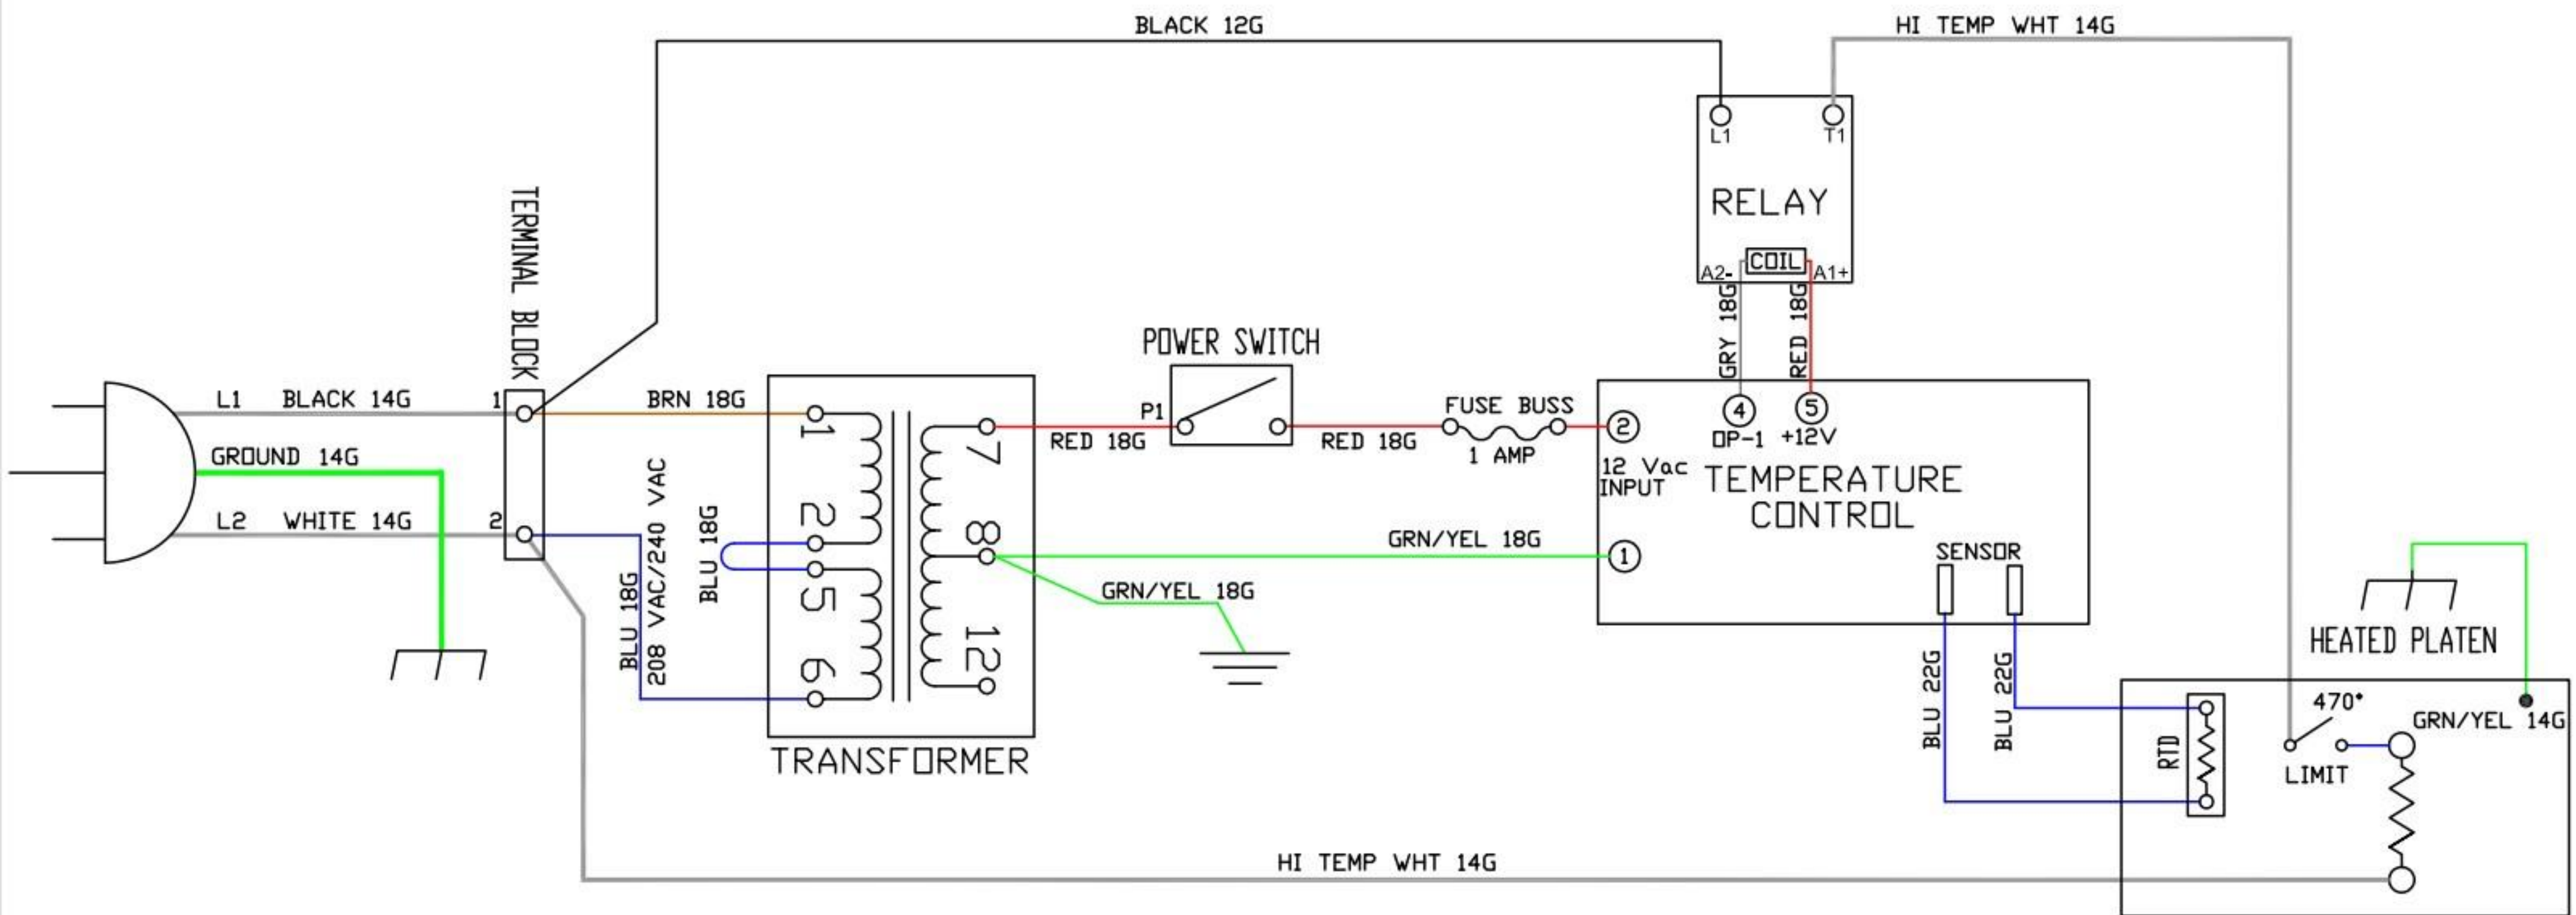 BLACK 12G
HI TEMP WHT 14G
L1
T1
RELAY
COIL
A2-
A1+
GRY 18G
RED 18G
TERMINAL BLOCK
POWER SWITCH
P1
L1 BLACK 14G
1
BRN 18G
GROUND 14G
L2 WHITE 14G
2
BLU 18G
208 VAC/240 VAC
BLU 18G
1
2
5
6
7
8
12
TRANSFORMER
RED 18G
RED 18G
FUSE BUSS
1 AMP
2
12 Vac
INPUT
4
OP-1
5
+12V
TEMPERATURE
CONTROL
1
GRN/YEL 18G
GRN/YEL 18G
SENSOR
BLU 22G
BLU 22G
HEATED PLATEN
RTD
470°
LIMIT
GRN/YEL 14G
HI TEMP WHT 14G